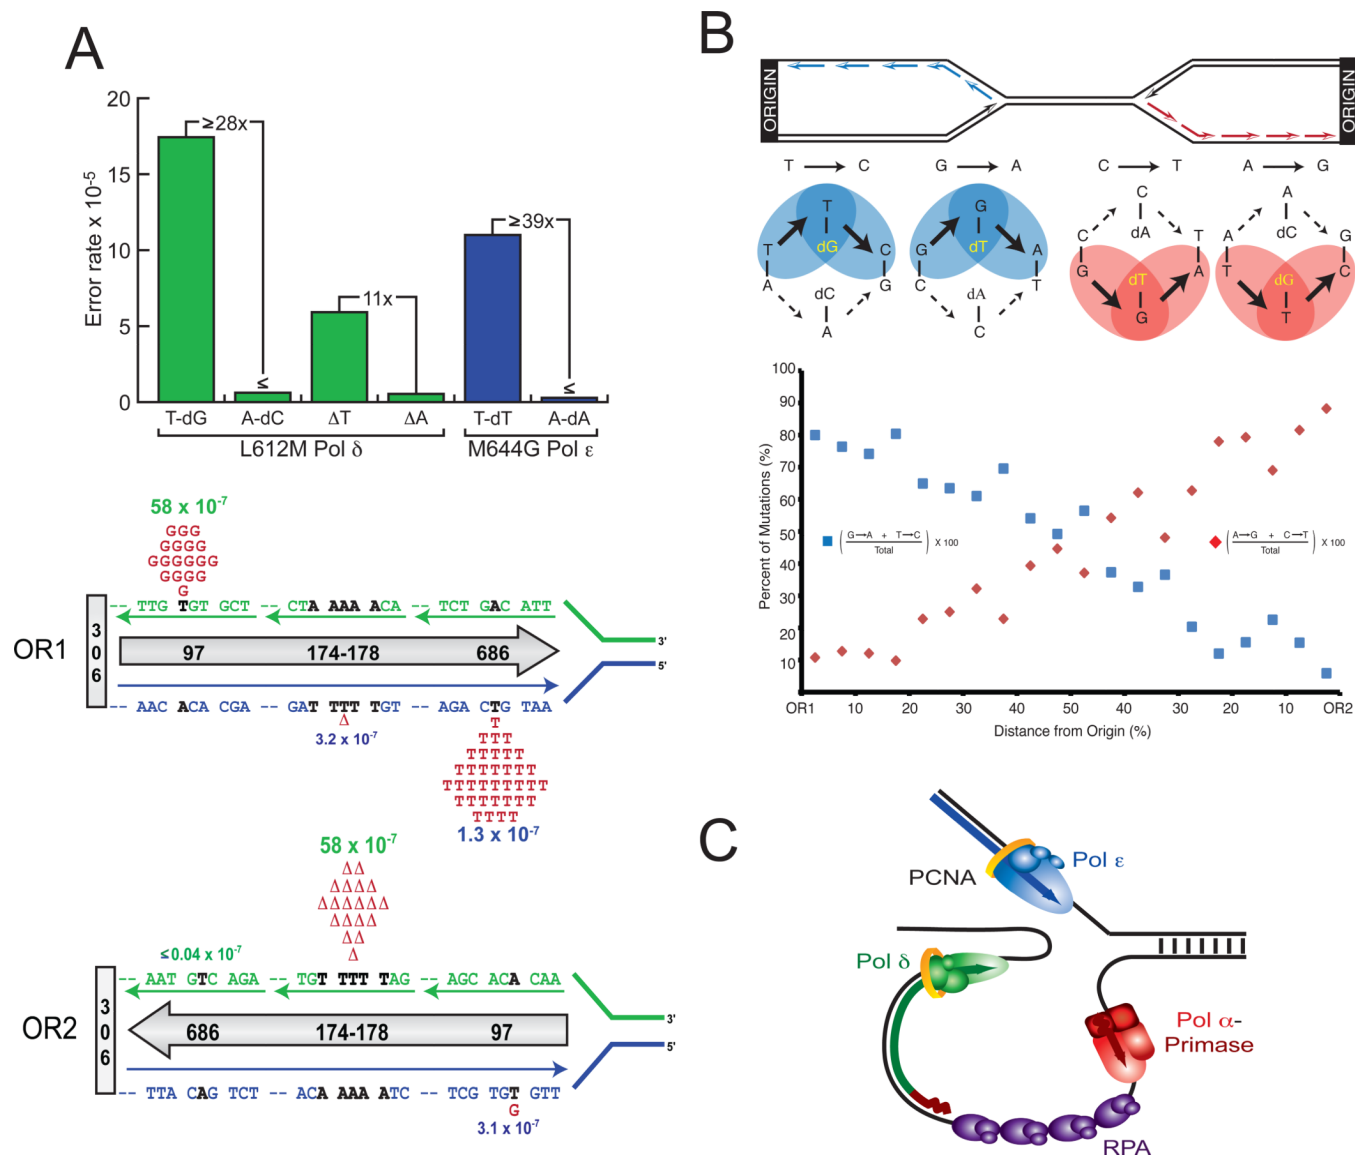 A
20
15
10
5
0
Error rate x 10-5
≥28x
11x
≥39x
≤
≤
T-dG A-dC ΔT ΔA T-dT A-dA
L612M Pol δ M644G Pol ε
58 x 10-7
GGG
GGGG
GGGGGG
GGGG
G
-- TTG TGT GCT -- CTA AAA ACA -- TCT GAC ATT
OR1
306
97 174-178 686
3'
5'
-- AAC ACA CGA -- GAT TTT TGT -- AGA CTG TAA
Δ
3.2 x 10-7
T
TTT
TTTTT
TTTTTTT
TTTTTTTTT
TTTTTTT
TTTT
1.3 x 10-7
58 x 10-7
ΔΔ
ΔΔΔΔ
ΔΔΔΔΔΔ
ΔΔΔΔ
ΔΔ
Δ
≤0.04 x 10-7
-- AAT GTC AGA -- TGT TTT TAG -- AGC ACA CAA
OR2
306
686 174-178 97
3'
5'
-- TTA CAG TCT -- ACA AAA ATC -- TCG TGT GTT
G
3.1 x 10-7
B
ORIGIN
ORIGIN
T → C G → A C → T A → G
T
dG
T
A
C
G
dC
A
G
dT
G
C
A
T
dA
C
C
dA
C
G
T
A
dT
G
A
dC
A
T
G
C
dG
T
100
90
80
70
60
50
40
30
20
10
Percent of Mutations (%)
( G→A + T→C / Total ) X 100
( A→G + C→T / Total ) X 100
OR1 10 20 30 40 50 40 30 20 10 OR2
Distance from Origin (%)
C
PCNA
Pol ε
Pol δ
Pol α-
Primase
RPA